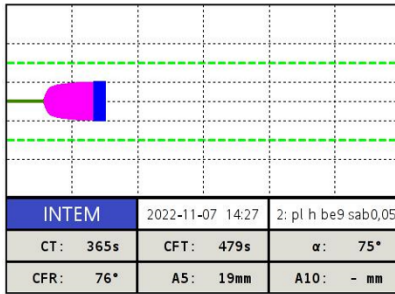 INTEM 2022-11-07 14:27 2: pl h be9 sab0,05
CT: 365s CFT: 479s α: 75°
CFR: 76° A5: 19mm A10: - mm